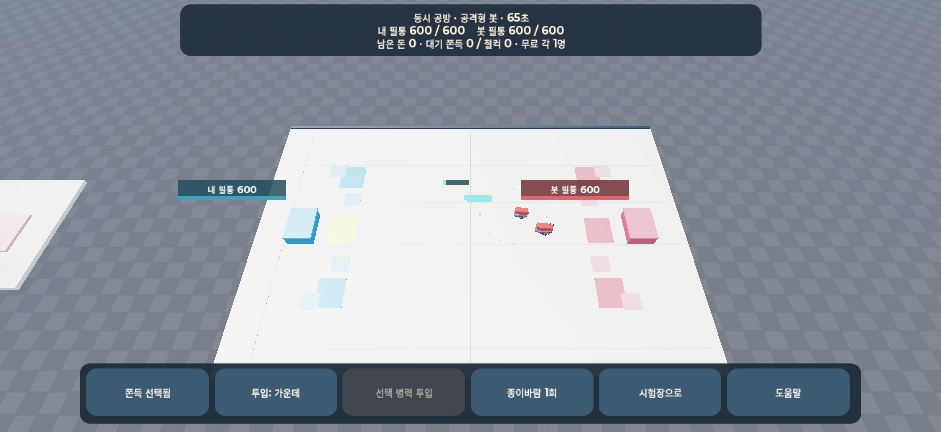 동시 공방 · 공격형 봇 · 65초
내 필통 600 / 600 봇 필통 600 / 600
남은 돈 0 · 대기 쫀득 0 / 철컥 0 · 무료 각 1명
내 필통 600
봇 필통 600
쫀득 선택됨
투입: 가운데
선택 병력 투입
종이바람 1회
시험장으로
도움말